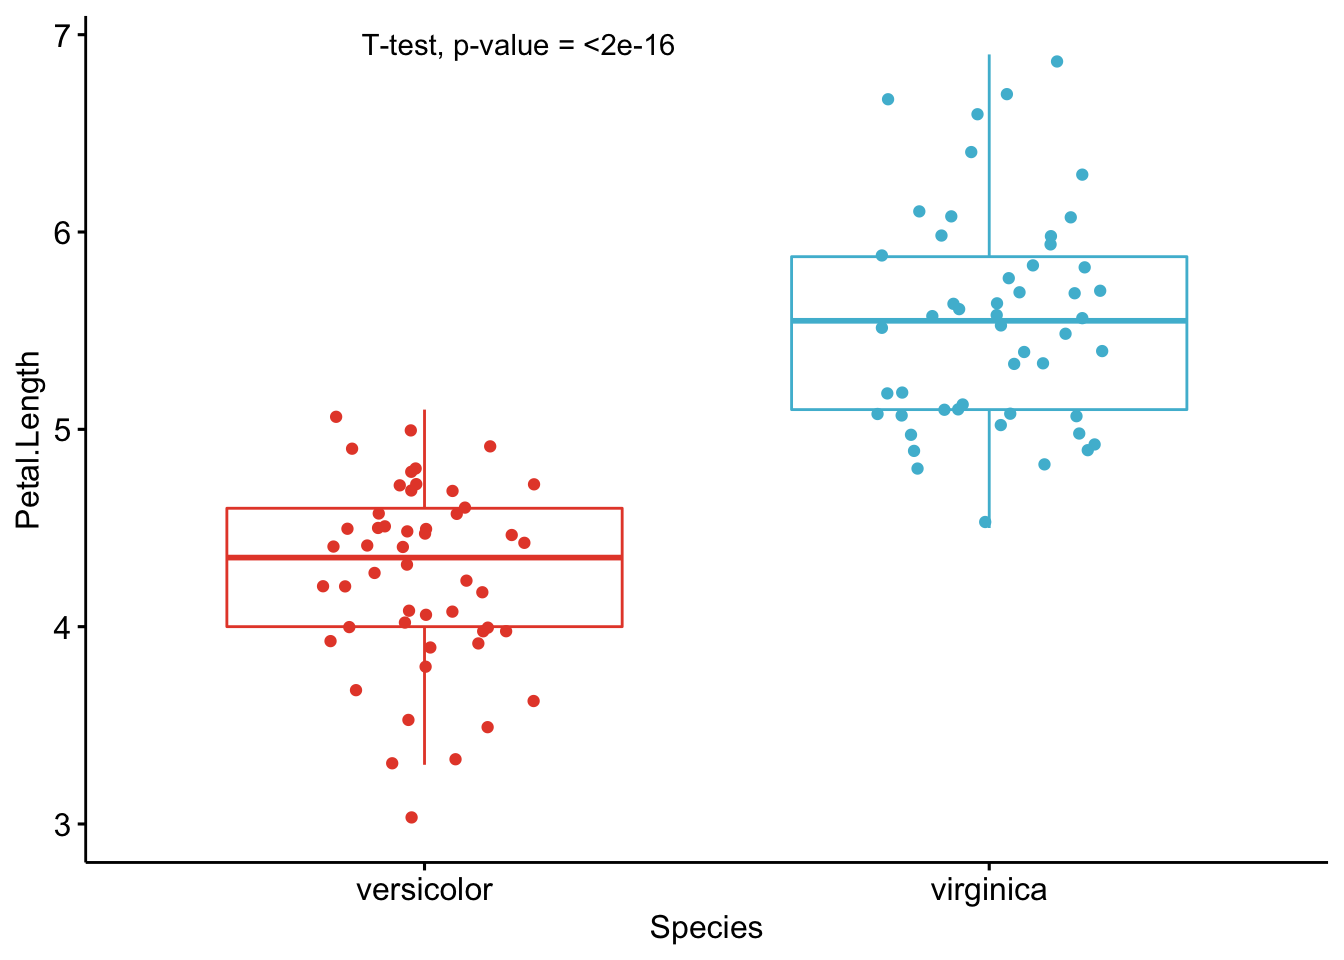 T-test, p-value = <2e-16
7
6
5
4
3
Petal.Length
versicolor virginica
Species